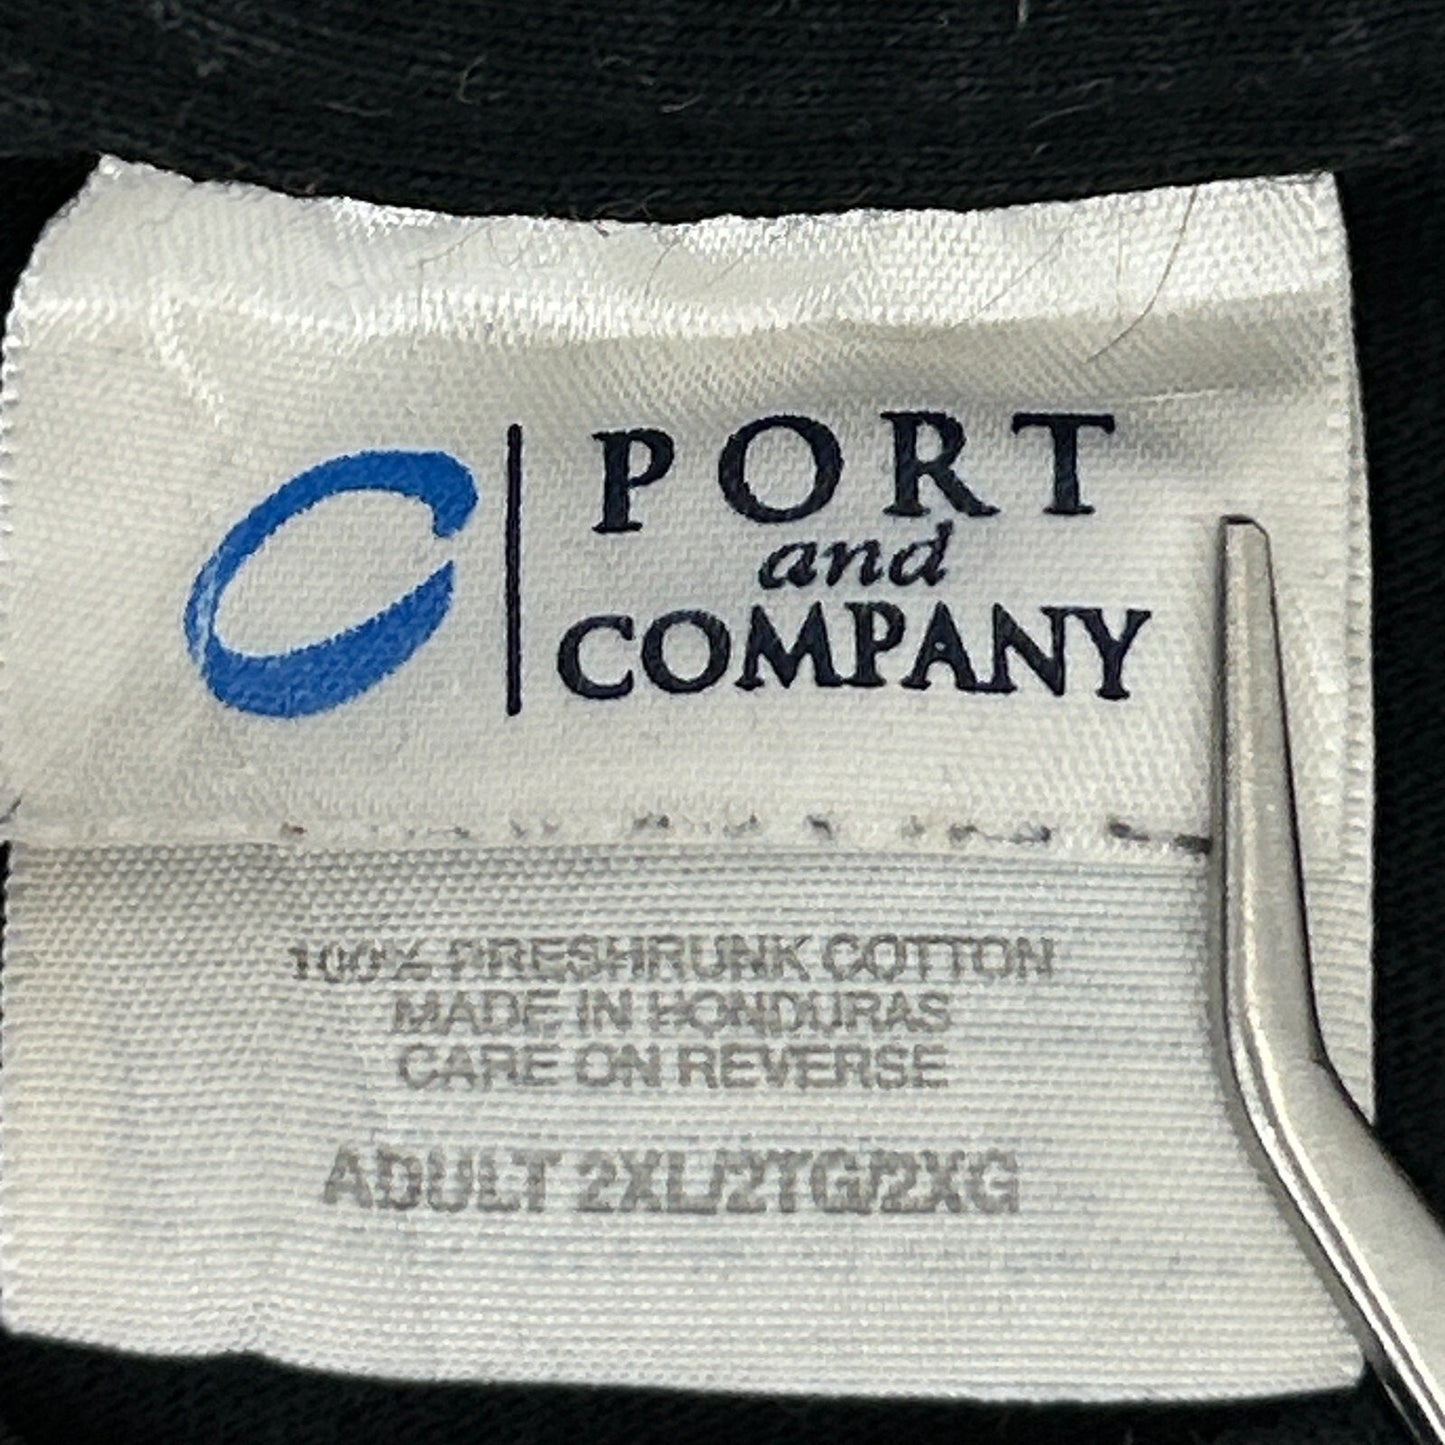 PORT
and
COMPANY
100% PRESHRUNK COTTON
MADE IN HONDURAS
CARE ON REVERSE
ADULT 2XL/2TG/2XG